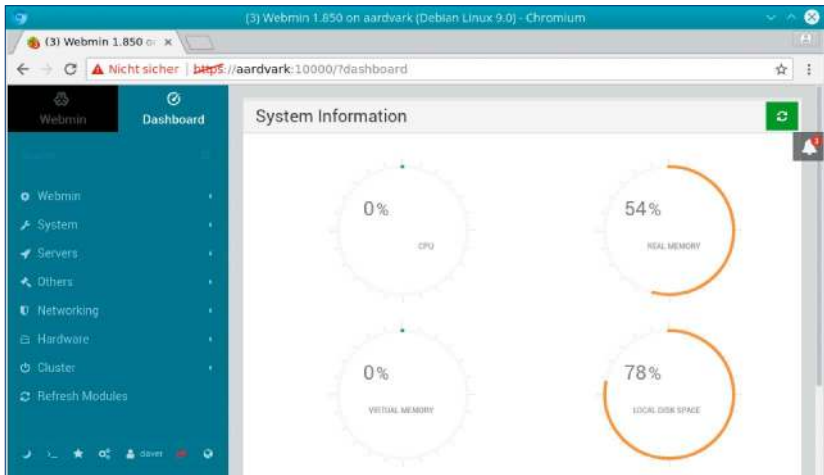 (3) Webmin 1.850 on aardvark (Debian Linux 9.0) - Chromium
(3) Webmin 1.850 o
Nicht sicher | https://aardvark:10000/?dashboard
Webmin
Dashboard
Webmin
System
Servers
Others
Networking
Hardware
Cluster
Refresh Modules
davei
System Information
3
0%
CPU
54%
REAL MEMORY
0%
VIRTUAL MEMORY
78%
LOCAL DISK SPACE